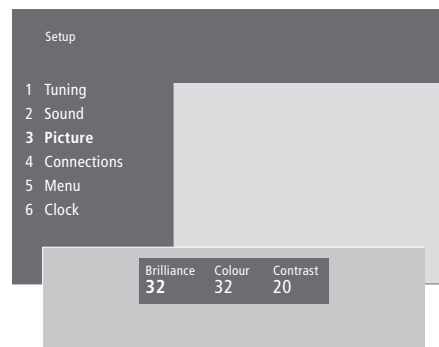 Setup
1 Tuning
2 Sound
3 Picture
4 Connections
5 Menu
6 Clock
Brilliance Colour Contrast
32 32 20